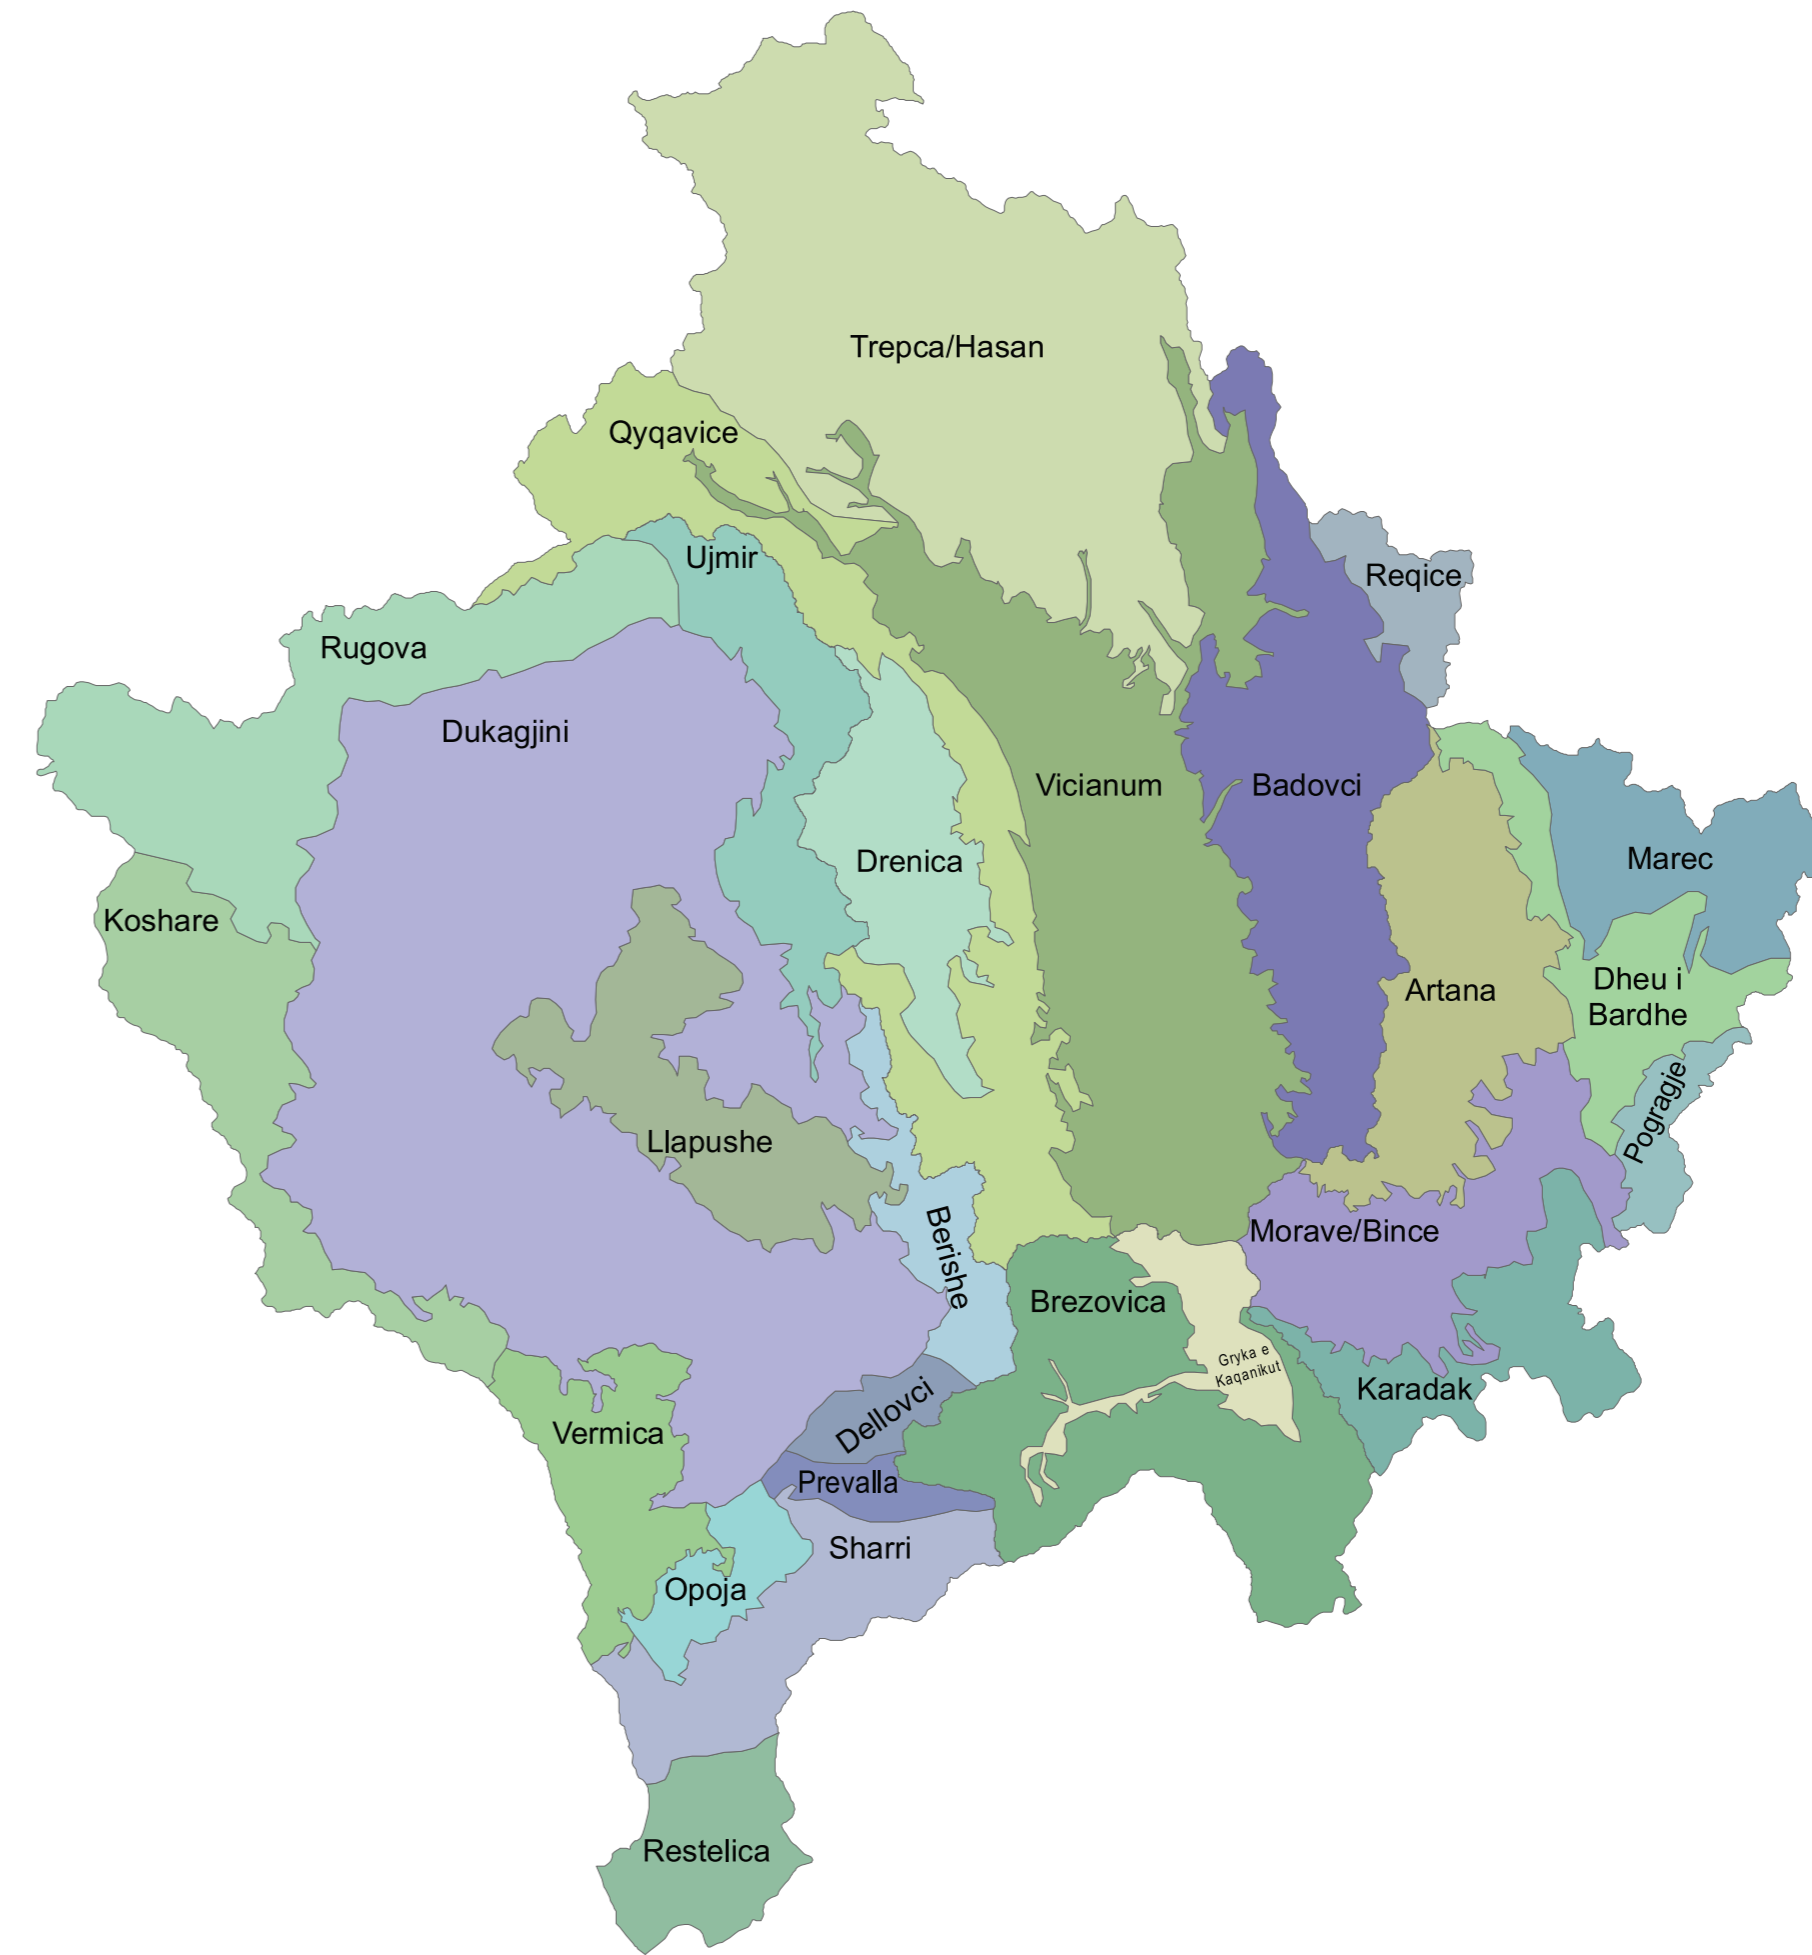 Trepca/Hasan
Qyqavice
Ujmir
Reqice
Rugova
Dukagjini
Vicianum
Badovci
Drenica
Marec
Koshare
Dheu i
Bardhe
Artana
Pogragje
Llapushe
Morave/Bince
Berishe
Brezovica
Gryka e
Kaqanikut
Karadak
Dellovci
Vermica
Prevalla
Sharri
Opoja
Restelica